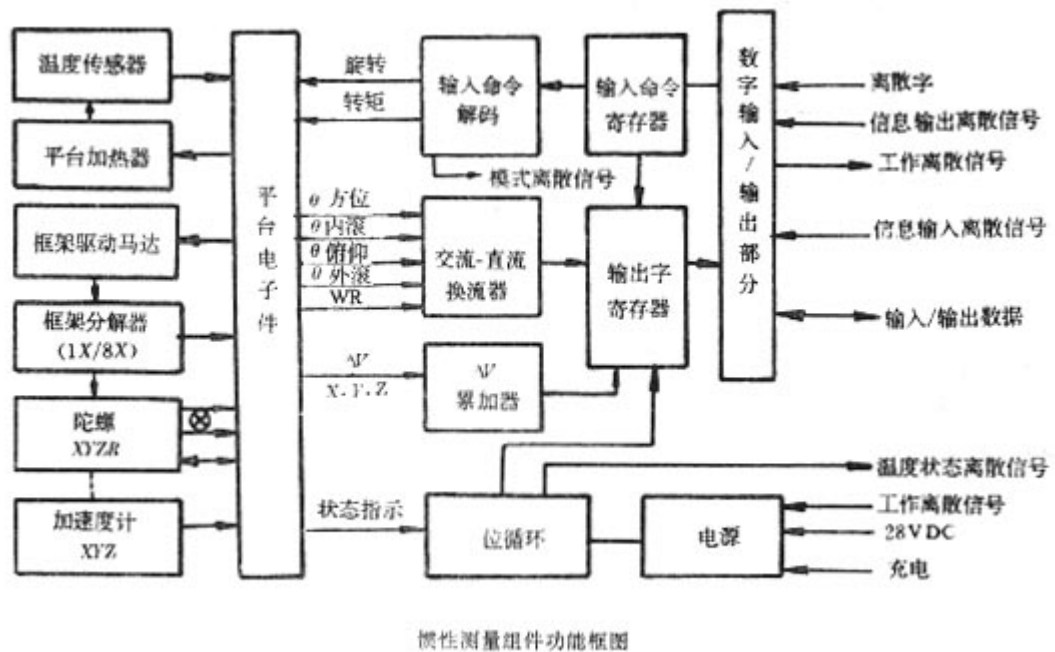 温度传感器
平台加热器
框架驱动马达
框架分解器
(1X/8X)
陀螺
XYZR
加速度计
XYZ
平台电子件
旋转
转矩
θ 方位
θ 内滚
θ 俯仰
θ 外滚
WR
ΔV
X、Y、Z
状态指示
输入命令
解码
模式离散信号
交流-直流
换流器
ΔV
累加器
位循环
输入命令
寄存器
输出字
寄存器
电源
数字输入/输出部分
离散字
信息输出离散信号
工作离散信号
信息输入离散信号
输入/输出数据
温度状态离散信号
工作离散信号
28VDC
充电
惯性测量组件功能框图